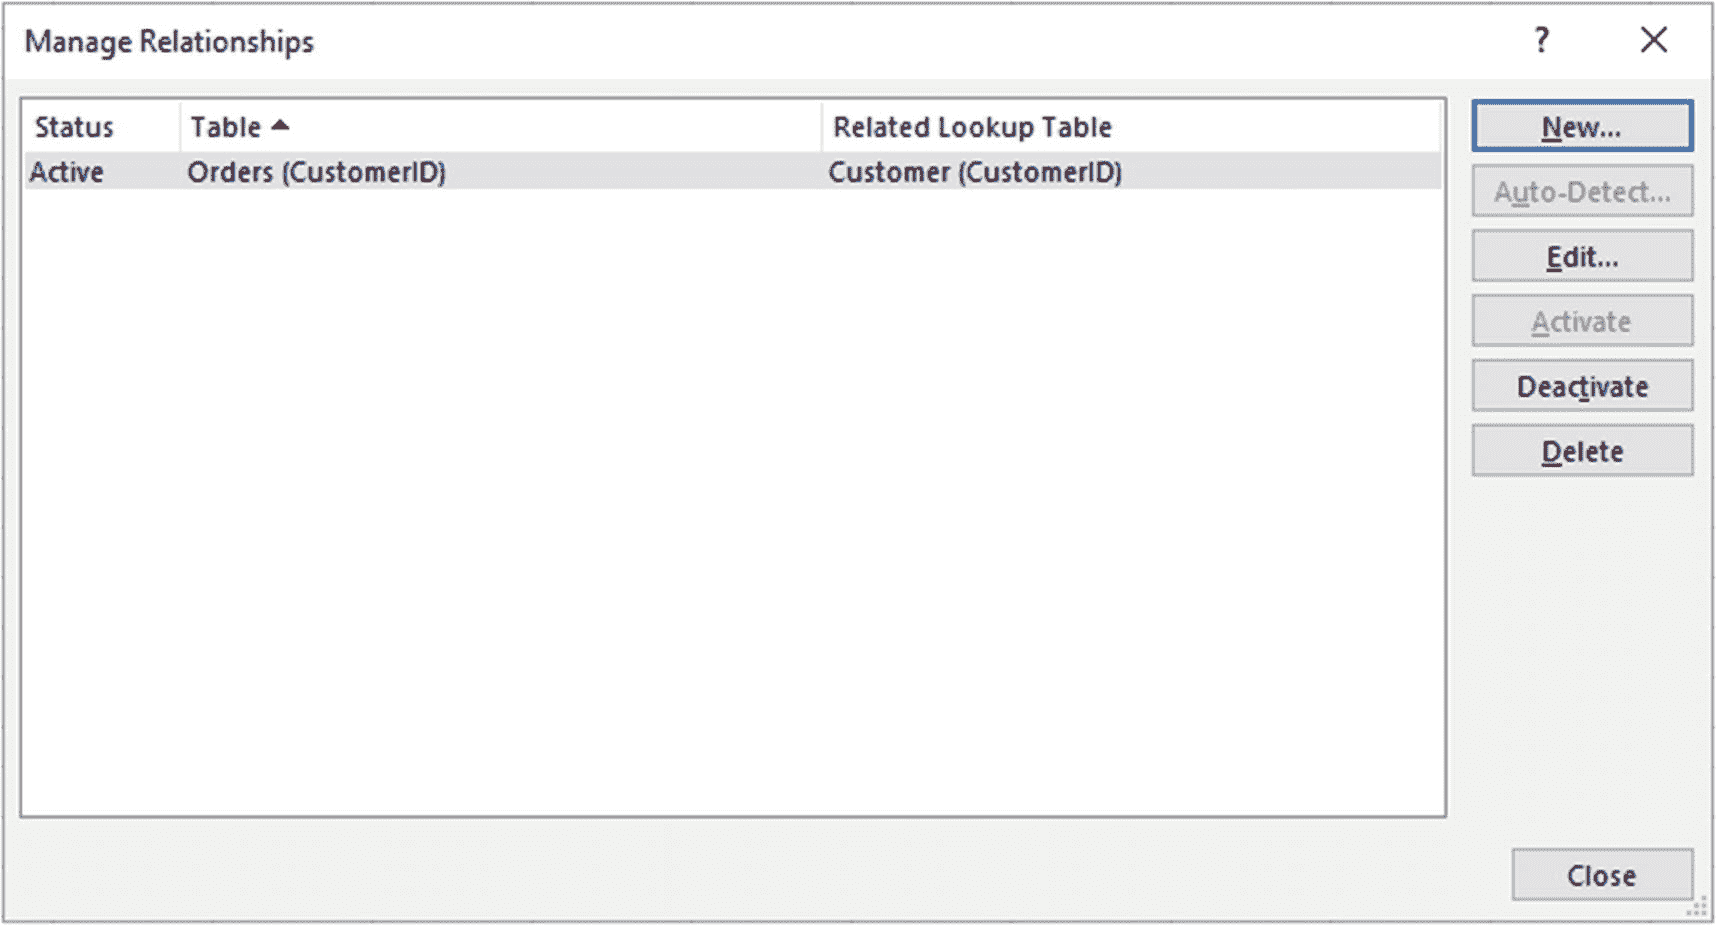 Manage Relationships ?
Status Table Related Lookup Table
Active Orders (CustomerID) Customer (CustomerID)
New...
Auto-Detect...
Edit...
Activate
Deactivate
Delete
Close